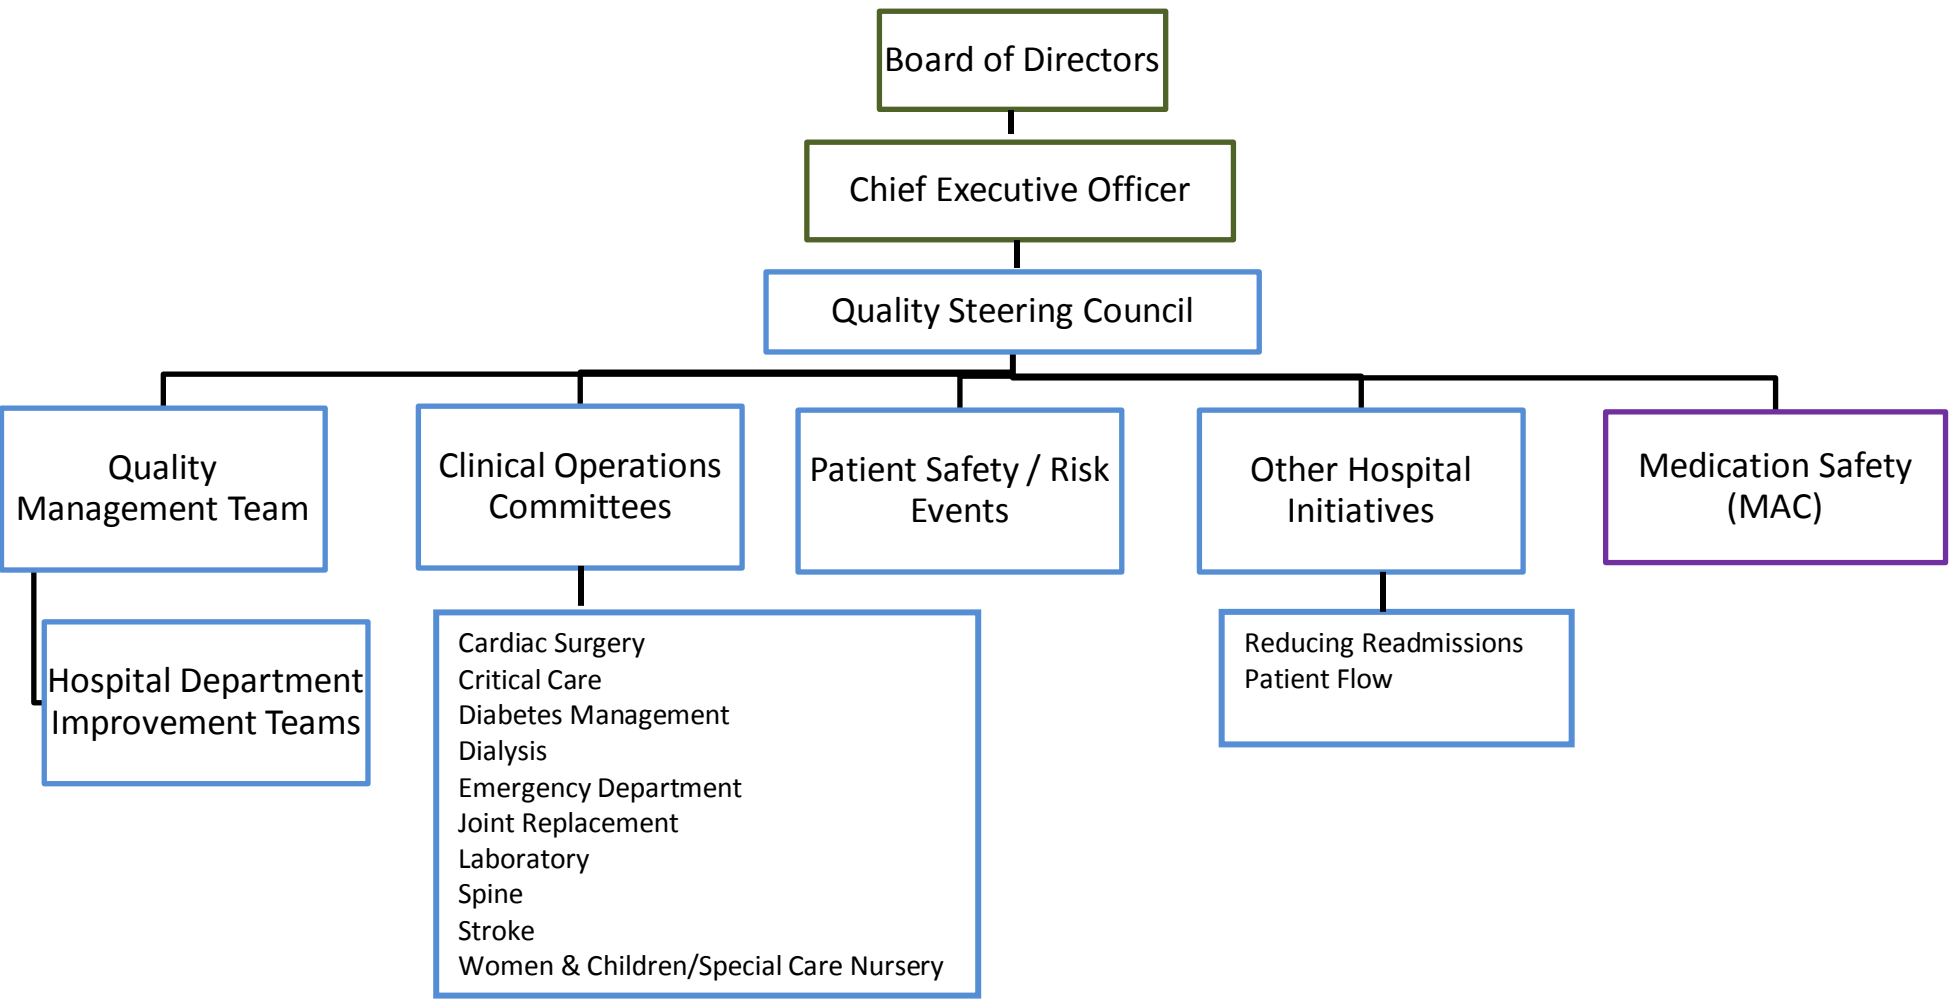 Board of Directors
Chief Executive Officer
Quality Steering Council
Quality
Management Team
Clinical Operations
Committees
Patient Safety / Risk
Events
Other Hospital
Initiatives
Medication Safety
(MAC)
Hospital Department
Improvement Teams
Cardiac Surgery
Critical Care
Diabetes Management
Dialysis
Emergency Department
Joint Replacement
Laboratory
Spine
Stroke
Women & Children/Special Care Nursery
Reducing Readmissions
Patient Flow